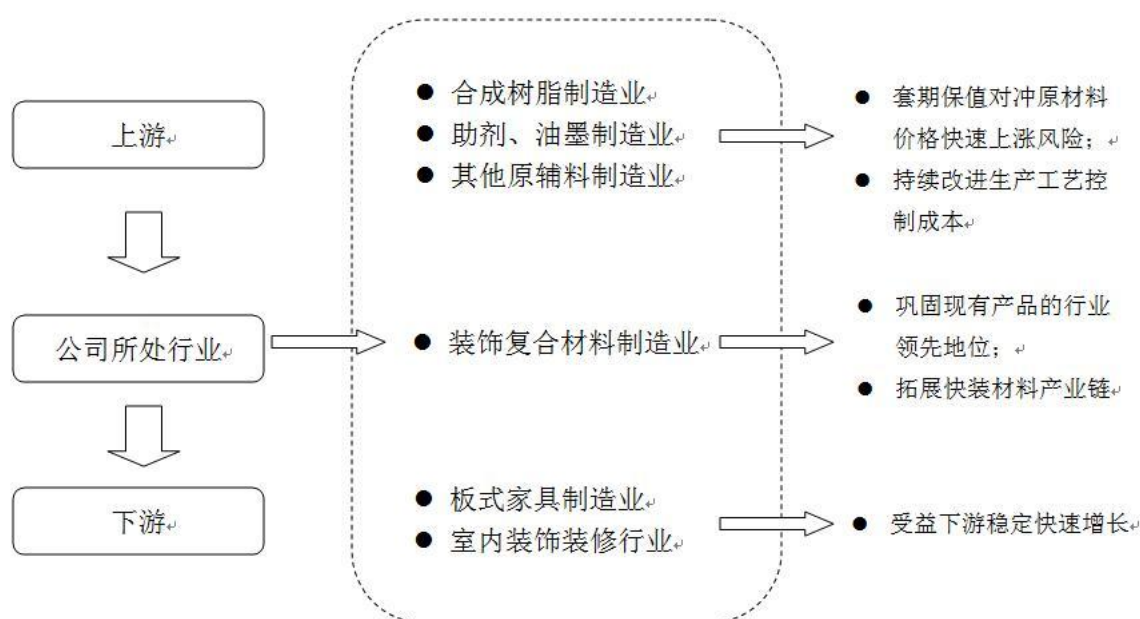 上游
合成树脂制造业
助剂、油墨制造业
其他原辅料制造业
套期保值对冲原材料
价格快速上涨风险；
持续改进生产工艺控
制成本
公司所处行业
装饰复合材料制造业
巩固现有产品的行业
领先地位；
拓展快装材料产业链
下游
板式家具制造业
室内装饰装修行业
受益下游稳定快速增长